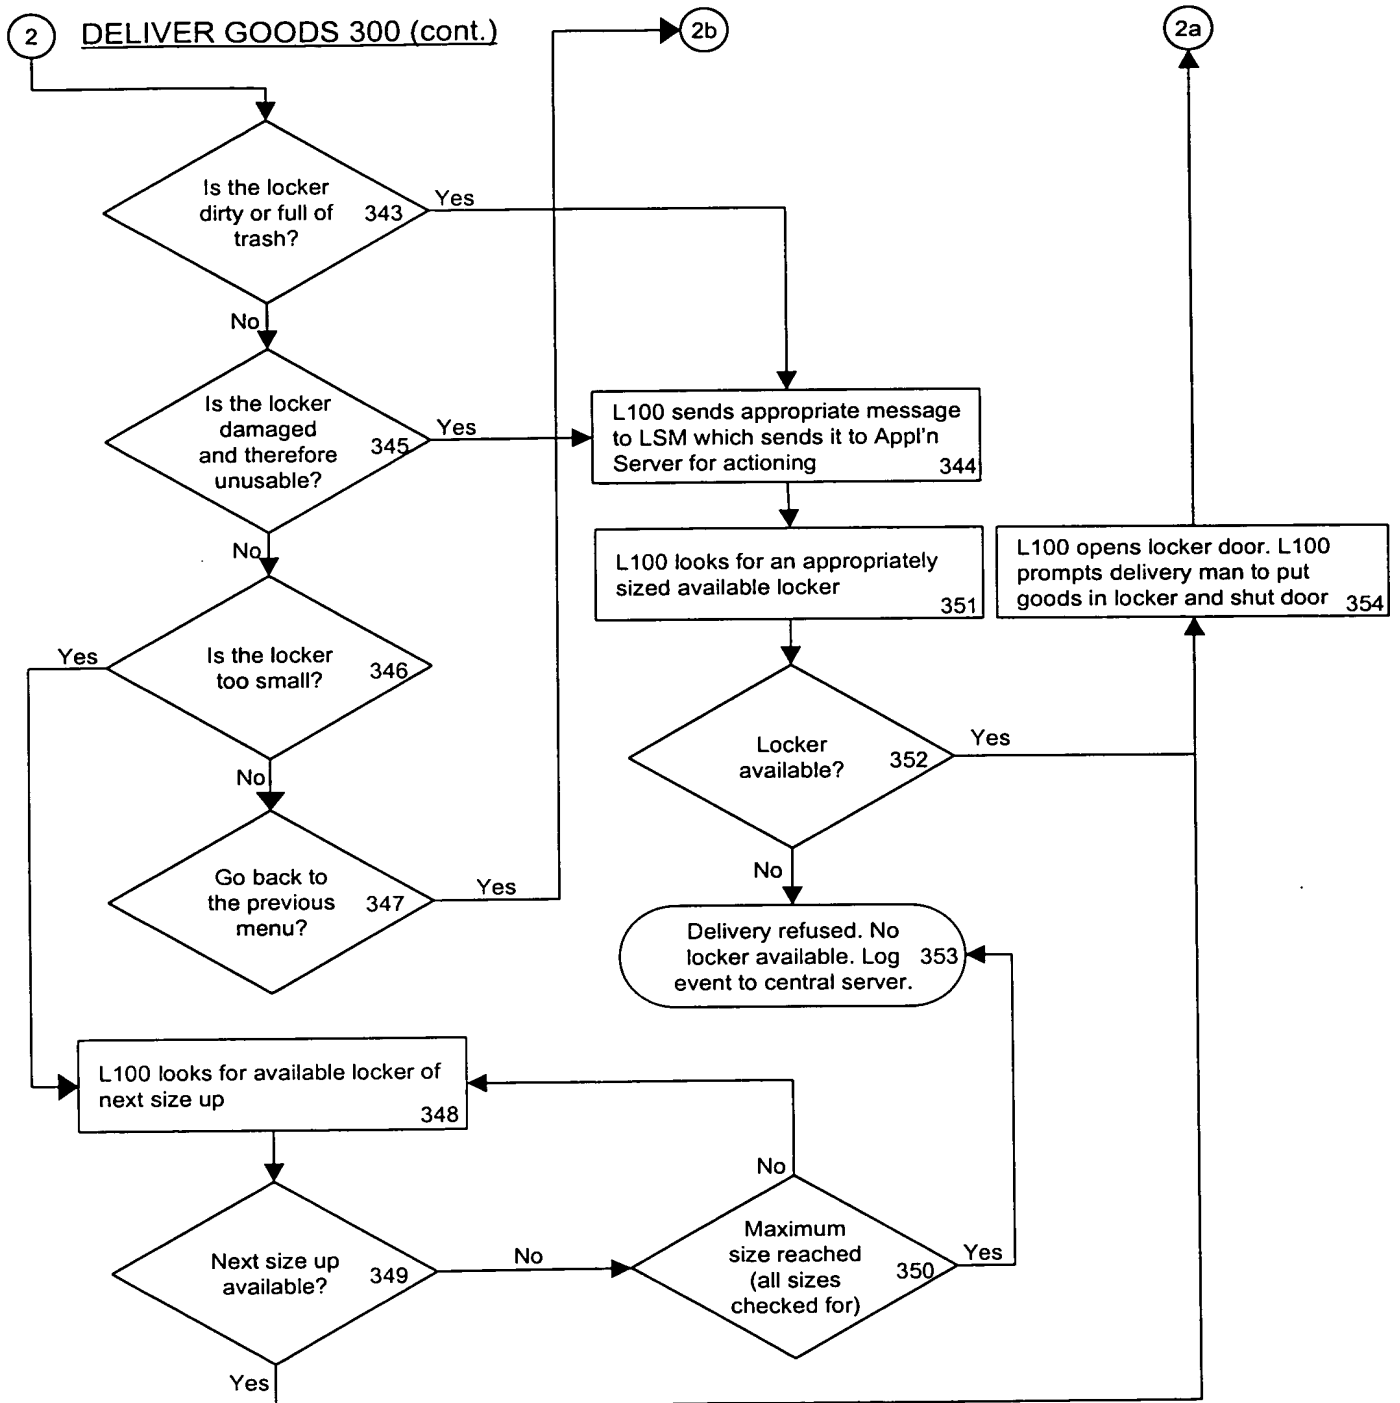 2
DELIVER GOODS 300 (cont.)
2b
2a
Is the locker
dirty or full of
trash?
343
Yes
No
Is the locker
damaged
and therefore
unusable?
345
Yes
No
L100 sends appropriate message
to LSM which sends it to Appl'n
Server for actioning
344
L100 looks for an appropriately
sized available locker
351
L100 opens locker door. L100
prompts delivery man to put
goods in locker and shut door
354
Yes
Is the locker
too small?
346
No
Locker
available?
352
Yes
No
Go back to
the previous
menu?
347
Yes
Delivery refused. No
locker available. Log
event to central server.
353
L100 looks for available locker of
next size up
348
No
Next size up
available?
349
No
Maximum
size reached
(all sizes
checked for)
350
Yes
Yes